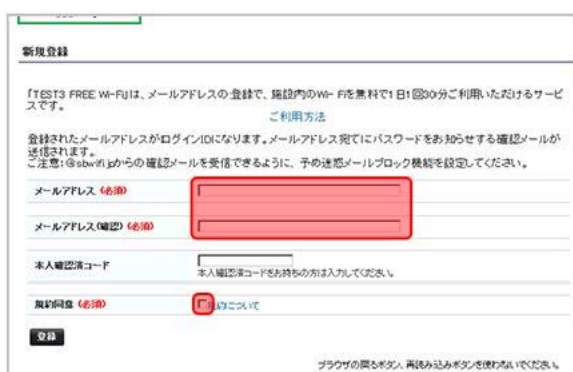 新規登録
「TEST3 FREE Wi-Fi」は、メールアドレスの登録で、施設内のWi-Fiを無料で1日1回30分ご利用いただけるサービ
スです。
ご利用方法
登録されたメールアドレスがログインIDになります。メールアドレス宛てにパスワードをお知らせする確認メールが
送信されます。
ご注意:@sbwifi.jpからの確認メールを受信できるように、予め迷惑メールブロック機能を設定してください。
メールアドレス (必須)
メールアドレス(確認) (必須)
本人確認済コード
本人確認済コードをお持ちの方は入力してください。
規約同意 (必須) 規約について
登録
ブラウザの戻るボタン、再読み込みボタンを使わないでください。